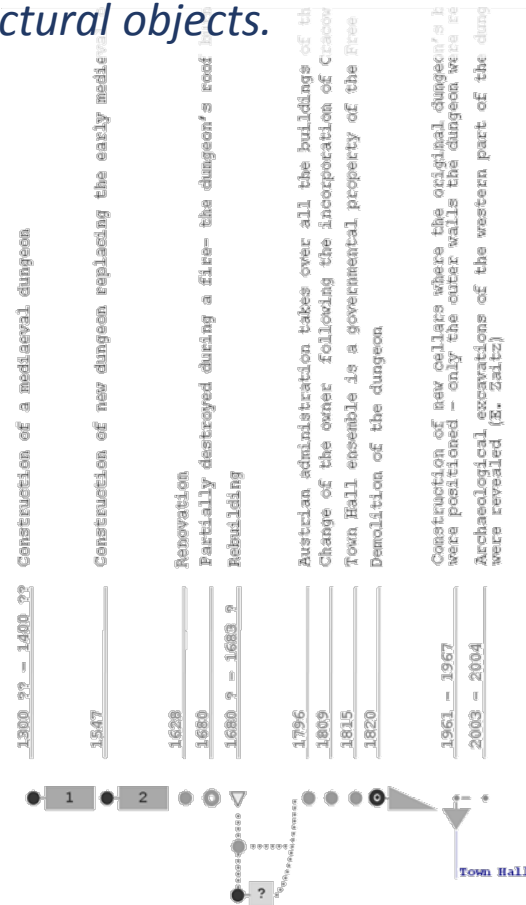 ctural objects.
1300 ?? - 1400 ?? Construction of a mediaeval dungeon
1547 Construction of new dungeon replacing the early medieva
1628 Renovation
1680 Partially destroyed during a fire- the dungeon's roof
1680 ? - 1683 ? Rebuilding
1796 Austrian administration takes over all the buildings of th
1809 Change of the owner following the incorporation of Cracow
1815 Town Hall ensemble is a governmental property of the Free
1820 Demolition of the dungeon
1961 - 1967 Construction of new cellars where the original dungeon's
were positioned - only the outer walls the dungeon were re
2003 - 2004 Archaeological excavations of the western part of the dung
were revealed (E. Zaitz)
1
2
?
Town Hall